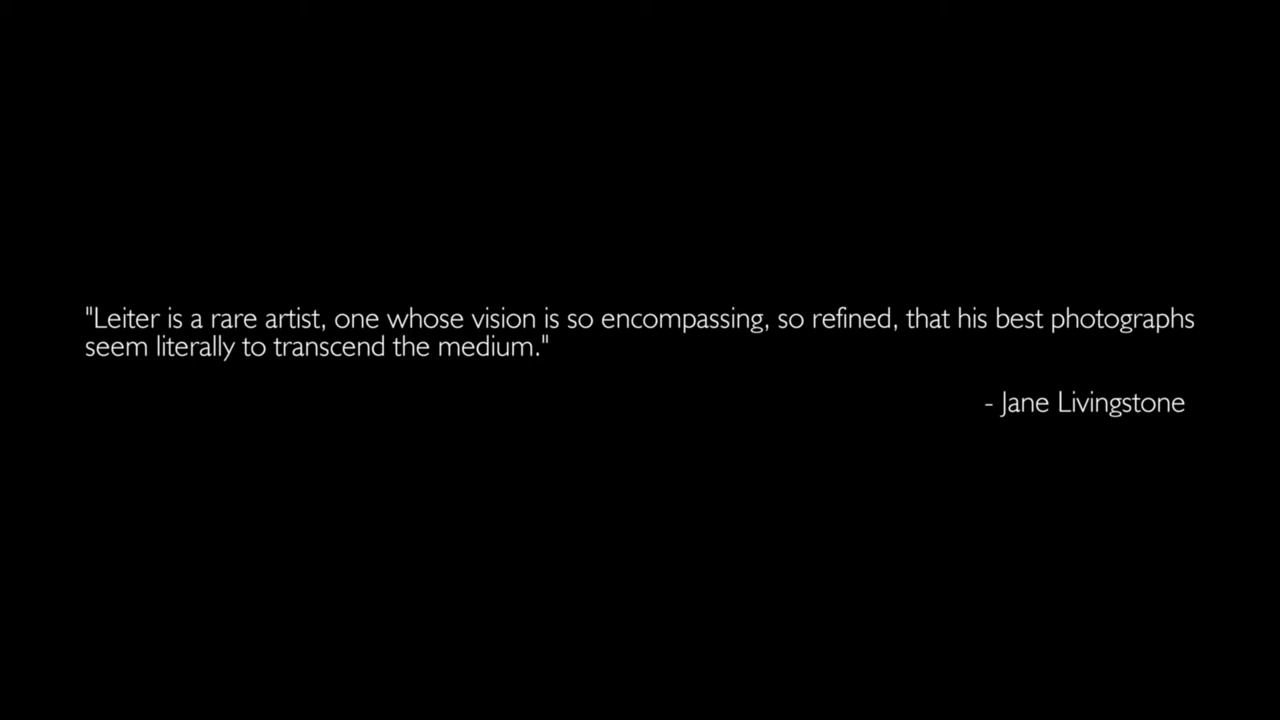 "Leiter is a rare artist, one whose vision is so encompassing, so refined, that his best photographs
seem literally to transcend the medium."
- Jane Livingstone